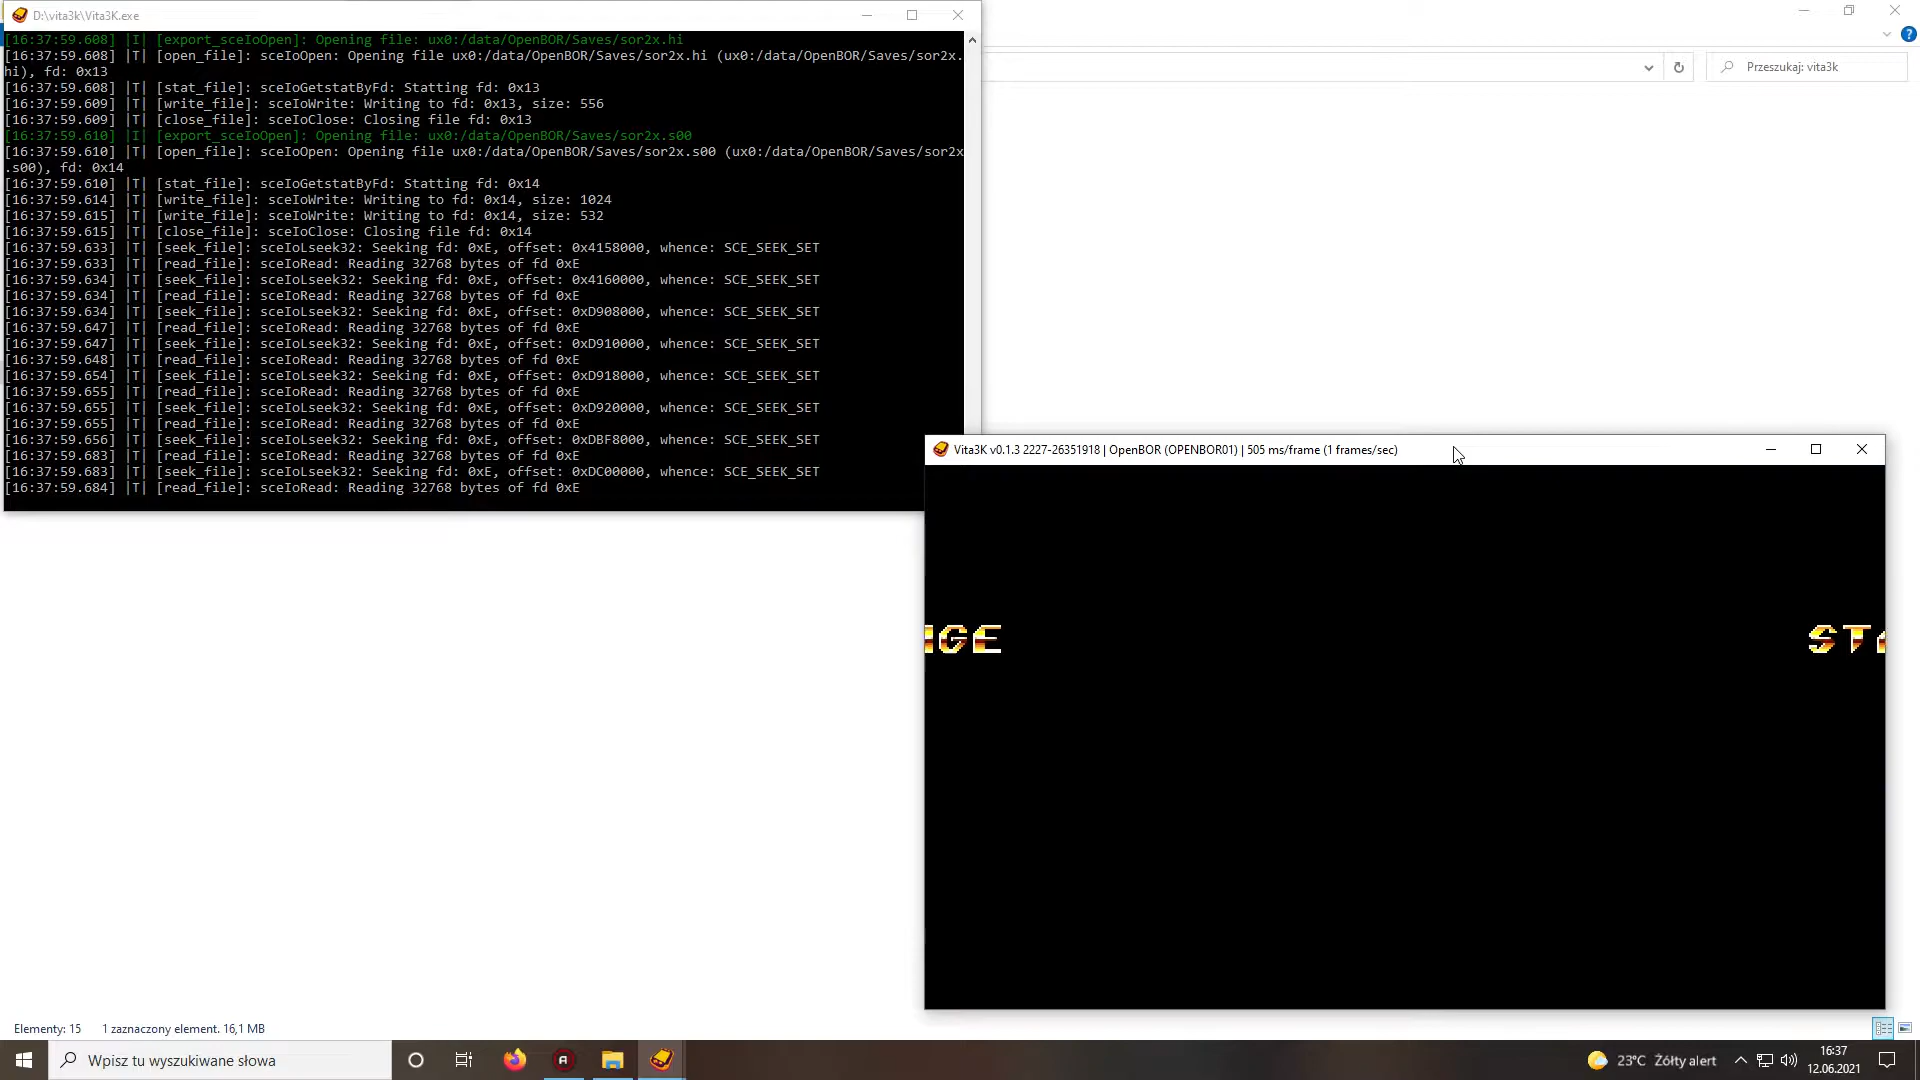 D:\vita3k\Vita3K.exe
[16:37:59.608] |I| [export_sceIoOpen]: Opening file: ux0:/data/OpenBOR/Saves/sor2x.hi
[16:37:59.608] |T| [open_file]: sceIoOpen: Opening file ux0:/data/OpenBOR/Saves/sor2x.hi (ux0:/data/OpenBOR/Saves/sor2x.
hi), fd: 0x13
[16:37:59.608] |T| [stat_file]: sceIoGetstatByFd: Statting fd: 0x13
[16:37:59.609] |T| [write_file]: sceIoWrite: Writing to fd: 0x13, size: 556
[16:37:59.609] |T| [close_file]: sceIoClose: Closing file fd: 0x13
[16:37:59.610] |I| [export_sceIoOpen]: Opening file: ux0:/data/OpenBOR/Saves/sor2x.s00
[16:37:59.610] |T| [open_file]: sceIoOpen: Opening file ux0:/data/OpenBOR/Saves/sor2x.s00 (ux0:/data/OpenBOR/Saves/sor2x
.s00), fd: 0x14
[16:37:59.610] |T| [stat_file]: sceIoGetstatByFd: Statting fd: 0x14
[16:37:59.614] |T| [write_file]: sceIoWrite: Writing to fd: 0x14, size: 1024
[16:37:59.615] |T| [write_file]: sceIoWrite: Writing to fd: 0x14, size: 532
[16:37:59.615] |T| [close_file]: sceIoClose: Closing file fd: 0x14
[16:37:59.633] |T| [seek_file]: sceIoLseek32: Seeking fd: 0xE, offset: 0x4158000, whence: SCE_SEEK_SET
[16:37:59.633] |T| [read_file]: sceIoRead: Reading 32768 bytes of fd 0xE
[16:37:59.634] |T| [seek_file]: sceIoLseek32: Seeking fd: 0xE, offset: 0x4160000, whence: SCE_SEEK_SET
[16:37:59.634] |T| [read_file]: sceIoRead: Reading 32768 bytes of fd 0xE
[16:37:59.634] |T| [seek_file]: sceIoLseek32: Seeking fd: 0xE, offset: 0xD908000, whence: SCE_SEEK_SET
[16:37:59.647] |T| [read_file]: sceIoRead: Reading 32768 bytes of fd 0xE
[16:37:59.647] |T| [seek_file]: sceIoLseek32: Seeking fd: 0xE, offset: 0xD910000, whence: SCE_SEEK_SET
[16:37:59.648] |T| [read_file]: sceIoRead: Reading 32768 bytes of fd 0xE
[16:37:59.654] |T| [seek_file]: sceIoLseek32: Seeking fd: 0xE, offset: 0xD918000, whence: SCE_SEEK_SET
[16:37:59.655] |T| [read_file]: sceIoRead: Reading 32768 bytes of fd 0xE
[16:37:59.655] |T| [seek_file]: sceIoLseek32: Seeking fd: 0xE, offset: 0xD920000, whence: SCE_SEEK_SET
[16:37:59.655] |T| [read_file]: sceIoRead: Reading 32768 bytes of fd 0xE
[16:37:59.656] |T| [seek_file]: sceIoLseek32: Seeking fd: 0xE, offset: 0xDBF8000, whence: SCE_SEEK_SET
[16:37:59.683] |T| [read_file]: sceIoRead: Reading 32768 bytes of fd 0xE
[16:37:59.683] |T| [seek_file]: sceIoLseek32: Seeking fd: 0xE, offset: 0xDC00000, whence: SCE_SEEK_SET
[16:37:59.684] |T| [read_file]: sceIoRead: Reading 32768 bytes of fd 0xE
Przeszukaj: vita3k
Vita3K v0.1.3 2227-26351918 | OpenBOR (OPENBOR01) | 505 ms/frame (1 frames/sec)
GE
ST
Elementy: 15
1 zaznaczony element. 16,1 MB
Wpisz tu wyszukiwane słowa
23°C Żółty alert
16:37
12.06.2021